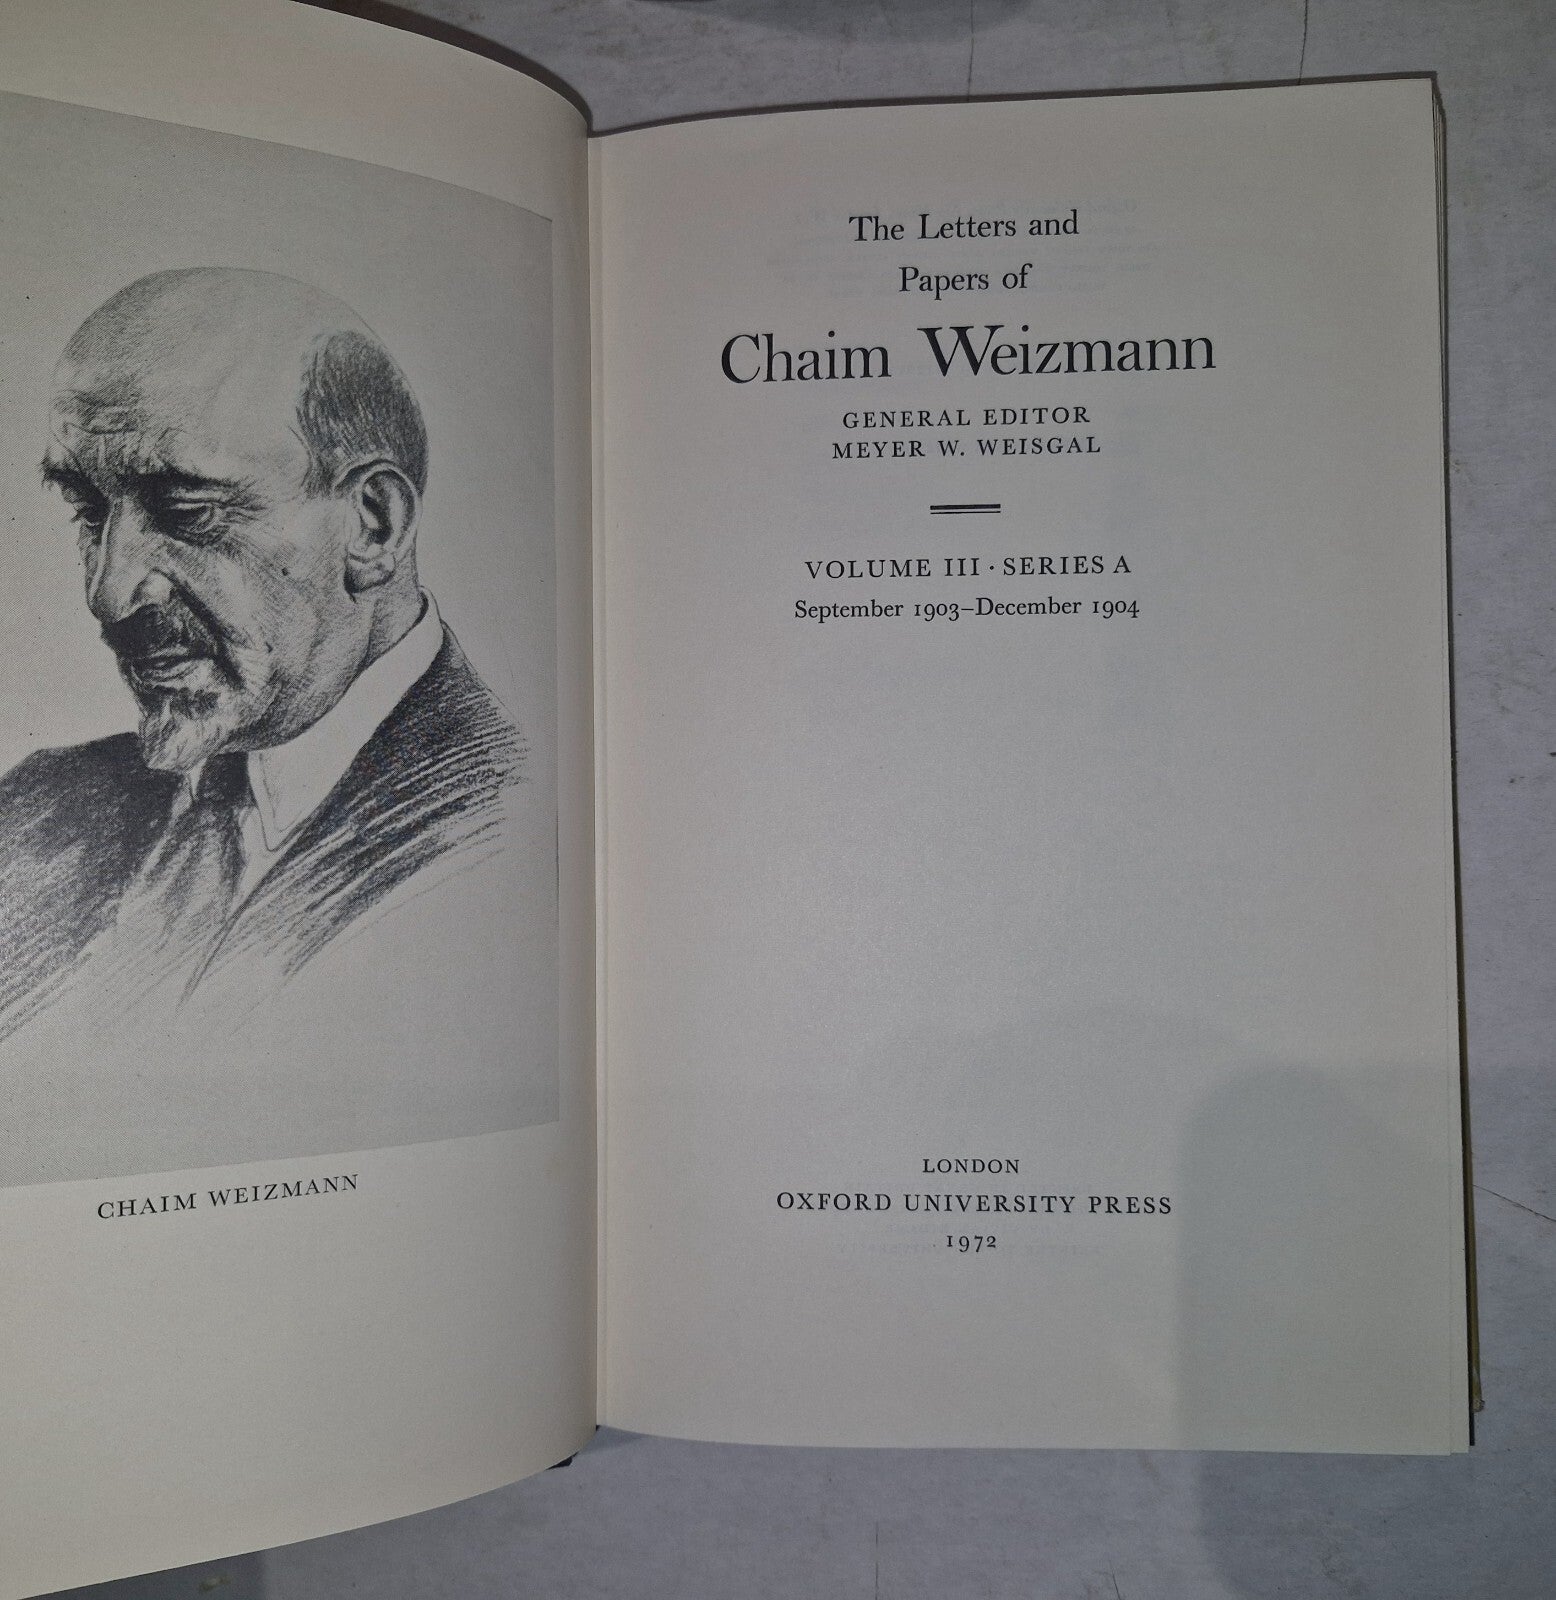 CHAIM WEIZMANN
The Letters and
Papers of
Chaim Weizmann
GENERAL EDITOR
MEYER W. WEISGAL
VOLUME III · SERIES A
September 1903–December 1904
LONDON
OXFORD UNIVERSITY PRESS
1972